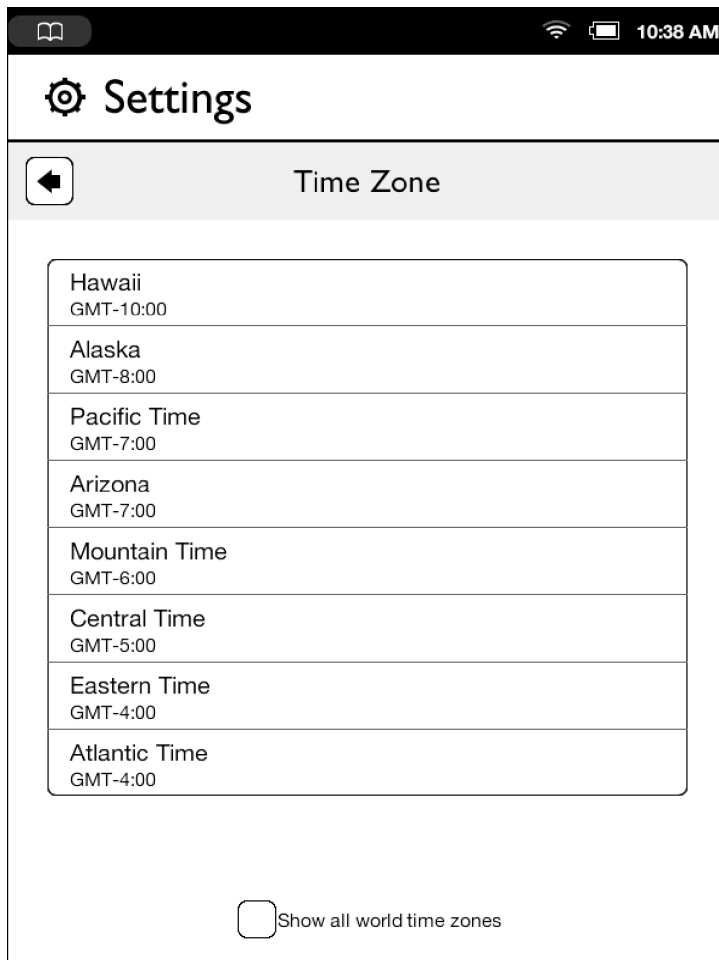 10:38 AM
Settings
Time Zone
Hawaii
GMT-10:00
Alaska
GMT-8:00
Pacific Time
GMT-7:00
Arizona
GMT-7:00
Mountain Time
GMT-6:00
Central Time
GMT-5:00
Eastern Time
GMT-4:00
Atlantic Time
GMT-4:00
Show all world time zones